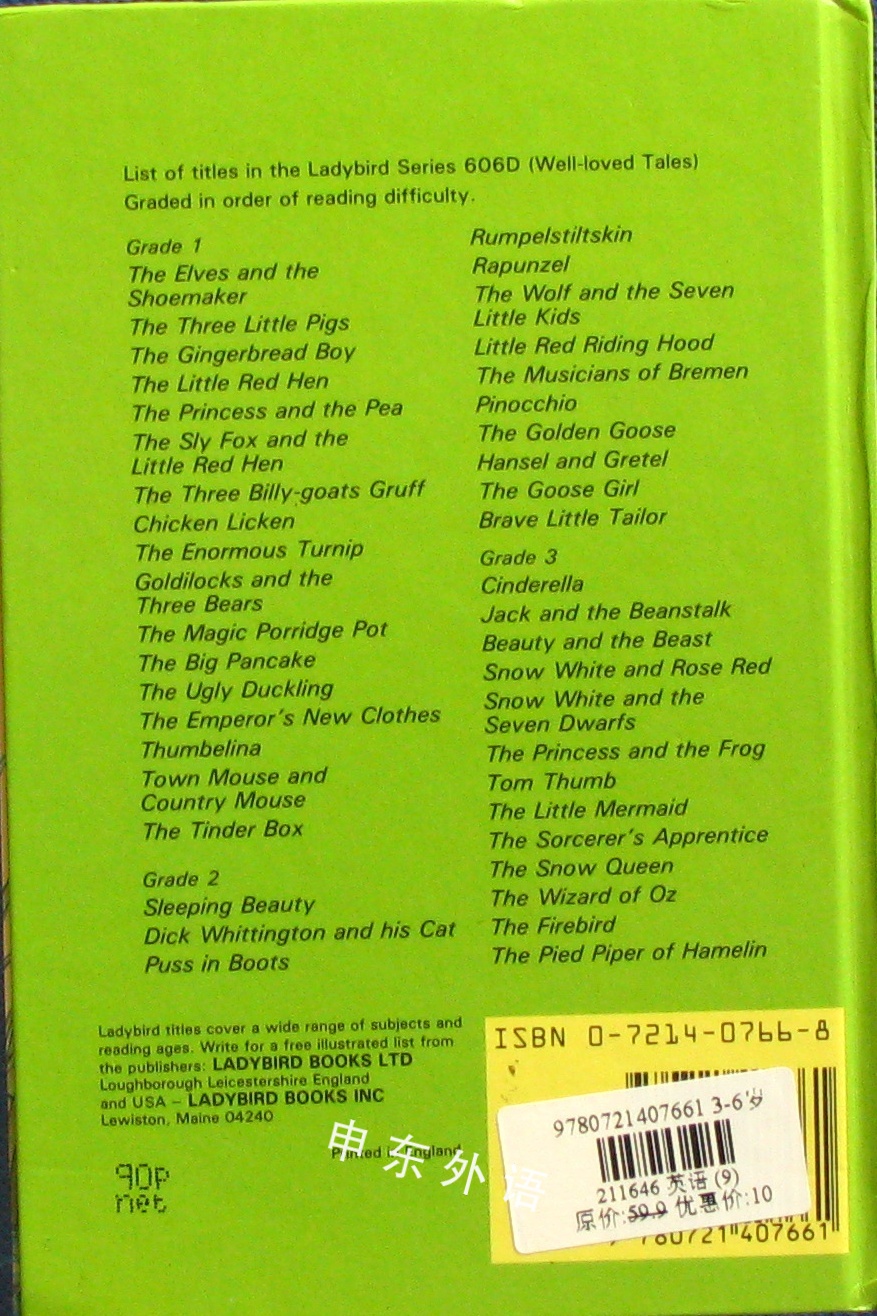 List of titles in the Ladybird Series 606D (Well-loved Tales)
Graded in order of reading difficulty.
Grade 1
The Elves and the
Shoemaker
The Three Little Pigs
The Gingerbread Boy
The Little Red Hen
The Princess and the Pea
The Sly Fox and the
Little Red Hen
The Three Billy-goats Gruff
Chicken Licken
The Enormous Turnip
Goldilocks and the
Three Bears
The Magic Porridge Pot
The Big Pancake
The Ugly Duckling
The Emperor's New Clothes
Thumbelina
Town Mouse and
Country Mouse
The Tinder Box
Grade 2
Sleeping Beauty
Dick Whittington and his Cat
Puss in Boots
Rumpelstiltskin
Rapunzel
The Wolf and the Seven
Little Kids
Little Red Riding Hood
The Musicians of Bremen
Pinocchio
The Golden Goose
Hansel and Gretel
The Goose Girl
Brave Little Tailor
Grade 3
Cinderella
Jack and the Beanstalk
Beauty and the Beast
Snow White and Rose Red
Snow White and the
Seven Dwarfs
The Princess and the Frog
Tom Thumb
The Little Mermaid
The Sorcerer's Apprentice
The Snow Queen
The Wizard of Oz
The Firebird
The Pied Piper of Hamelin
Ladybird titles cover a wide range of subjects and
reading ages. Write for a free illustrated list from
the publishers: LADYBIRD BOOKS LTD
Loughborough Leicestershire England
and USA – LADYBIRD BOOKS INC
Lewiston, Maine 04240
Printed in England
90p
net
ISBN 0-7214-0766-8
9780721407661 3-6岁
211646 英语 (9)
原价:59.9 优惠价:10
780721 407661
申东外语